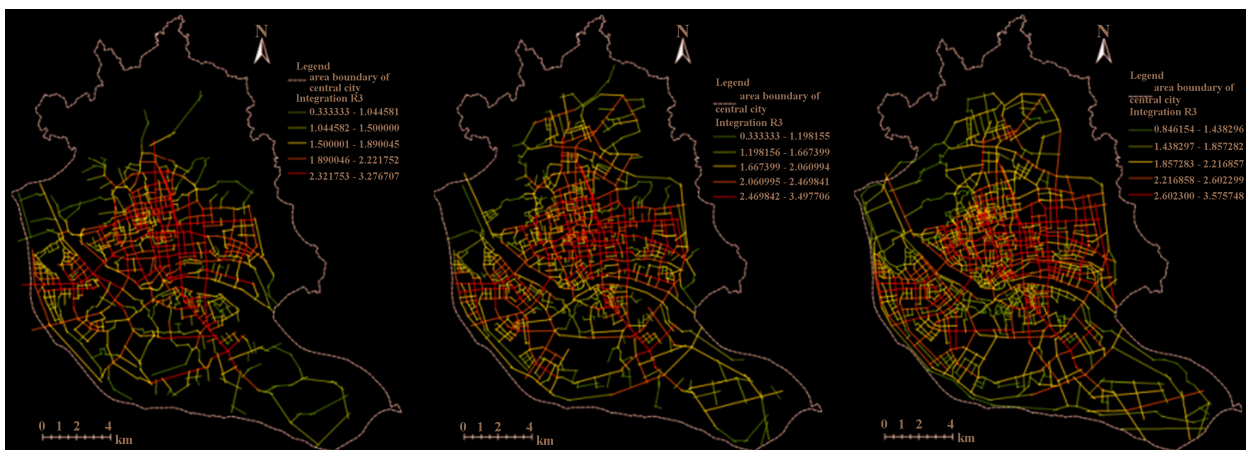 N
Legend
area boundary of
central city
Integration R3
0.333333 - 1.044581
1.044582 - 1.500000
1.500001 - 1.890045
1.890046 - 2.221752
2.321753 - 3.276707
0 1 2 4
km
N
Legend
area boundary of
central city
Integration R3
0.333333 - 1.198155
1.198156 - 1.667399
1.667399 - 2.060994
2.060995 - 2.469841
2.469842 - 3.497706
0 1 2 4
km
N
Legend
area boundary of
central city
Integration R3
0.846154 - 1.438296
1.438297 - 1.857282
1.857283 - 2.216857
2.216858 - 2.602299
2.602300 - 3.575748
0 1 2 4
km